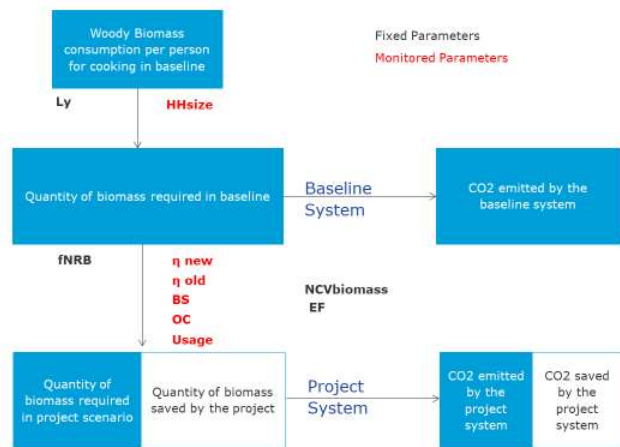 Woody Biomass
consumption per person
for cooking in baseline
Fixed Parameters
Monitored Parameters
Ly
HHsize
Quantity of biomass required in baseline
Baseline
System
CO2 emitted by the
baseline system
fNRB
η new
η old
BS
OC
Usage
NCVbiomass
EF
Quantity of
biomass required
in project scenario
Quantity of biomass
saved by the project
Project
System
CO2 emitted
by the
project
system
CO2 saved
by the
project
system